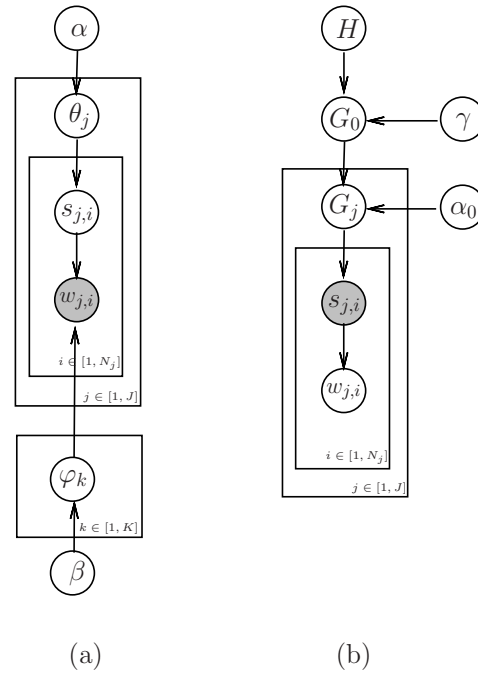 α
θ_j
s_{j,i}
w_{j,i}
i ∈ [1, N_j]
j ∈ [1, J]
φ_k
k ∈ [1, K]
β
(a)
H
G_0
γ
G_j
α_0
s_{j,i}
w_{j,i}
i ∈ [1, N_j]
j ∈ [1, J]
(b)